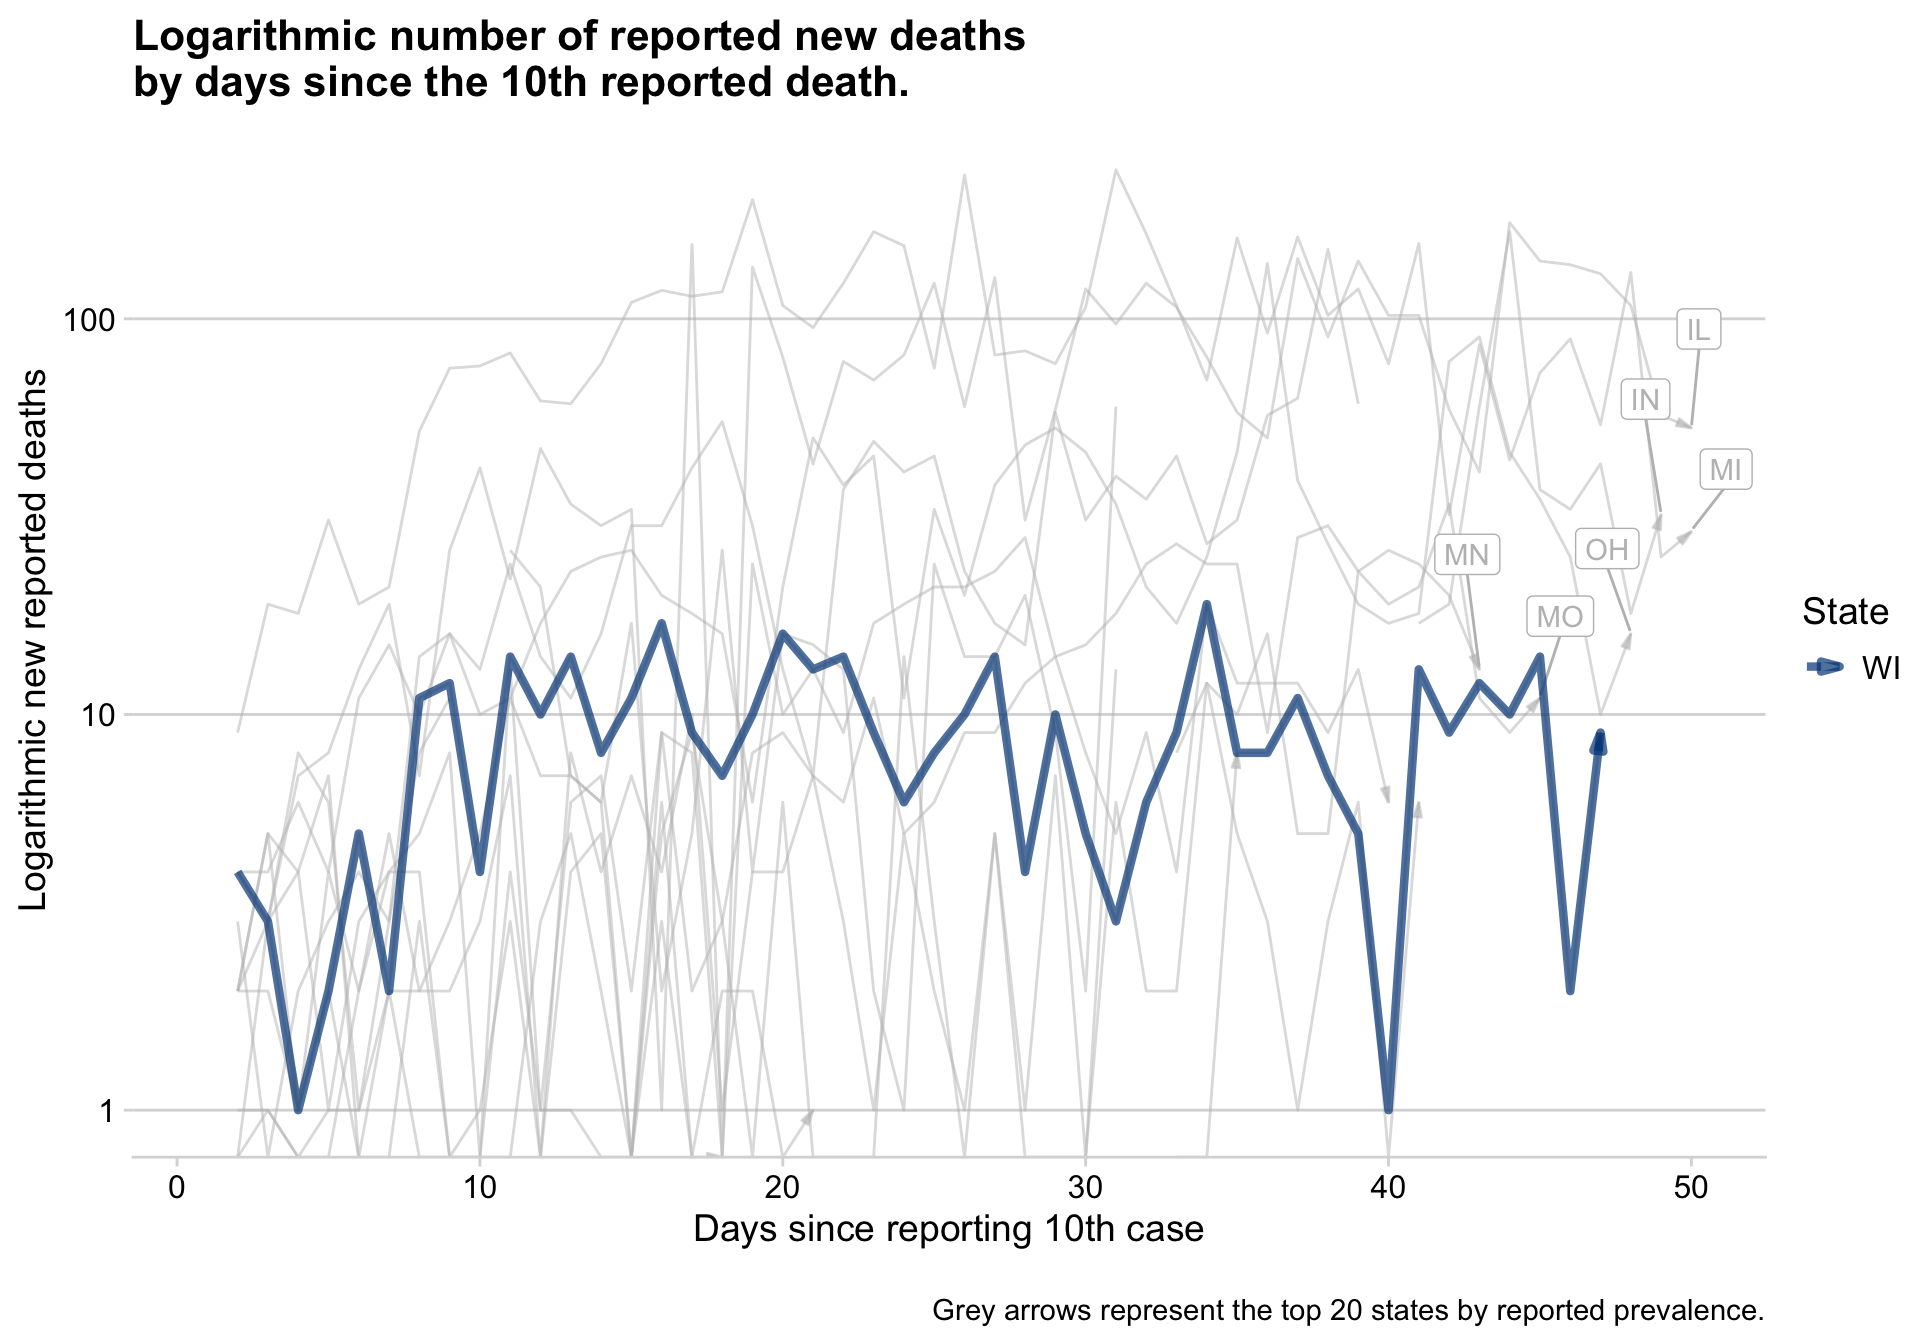 Logarithmic number of reported new deaths
by days since the 10th reported death.
Logarithmic new reported deaths
100
10
1
IL
IN
MI
MN
OH
MO
State
WI
0 10 20 30 40 50
Days since reporting 10th case
Grey arrows represent the top 20 states by reported prevalence.